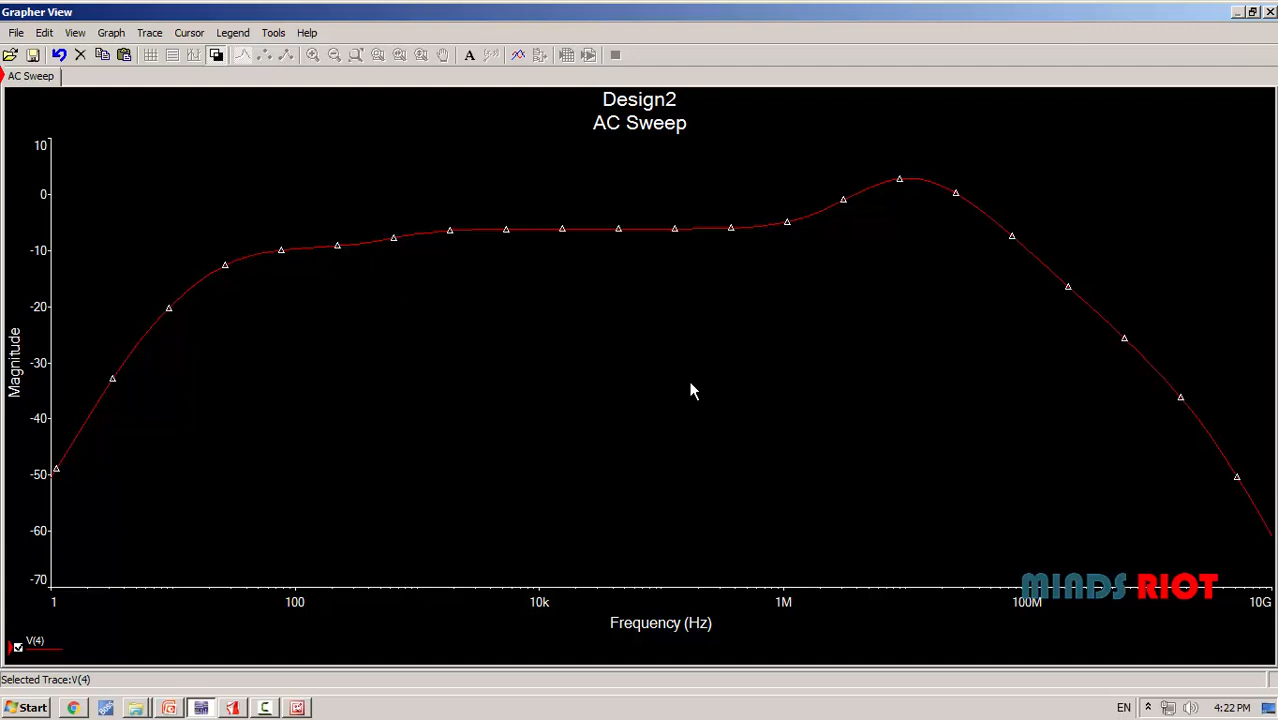 Grapher View
File Edit View Graph Trace Cursor Legend Tools Help
AC Sweep
Design2
AC Sweep
10
0
-10
-20
-30
-40
-50
-60
-70
Magnitude
1 100 10k 1M 100M 10G
Frequency (Hz)
MINDS RIOT
V(4)
Selected Trace:V(4)
Start EN 4:22 PM